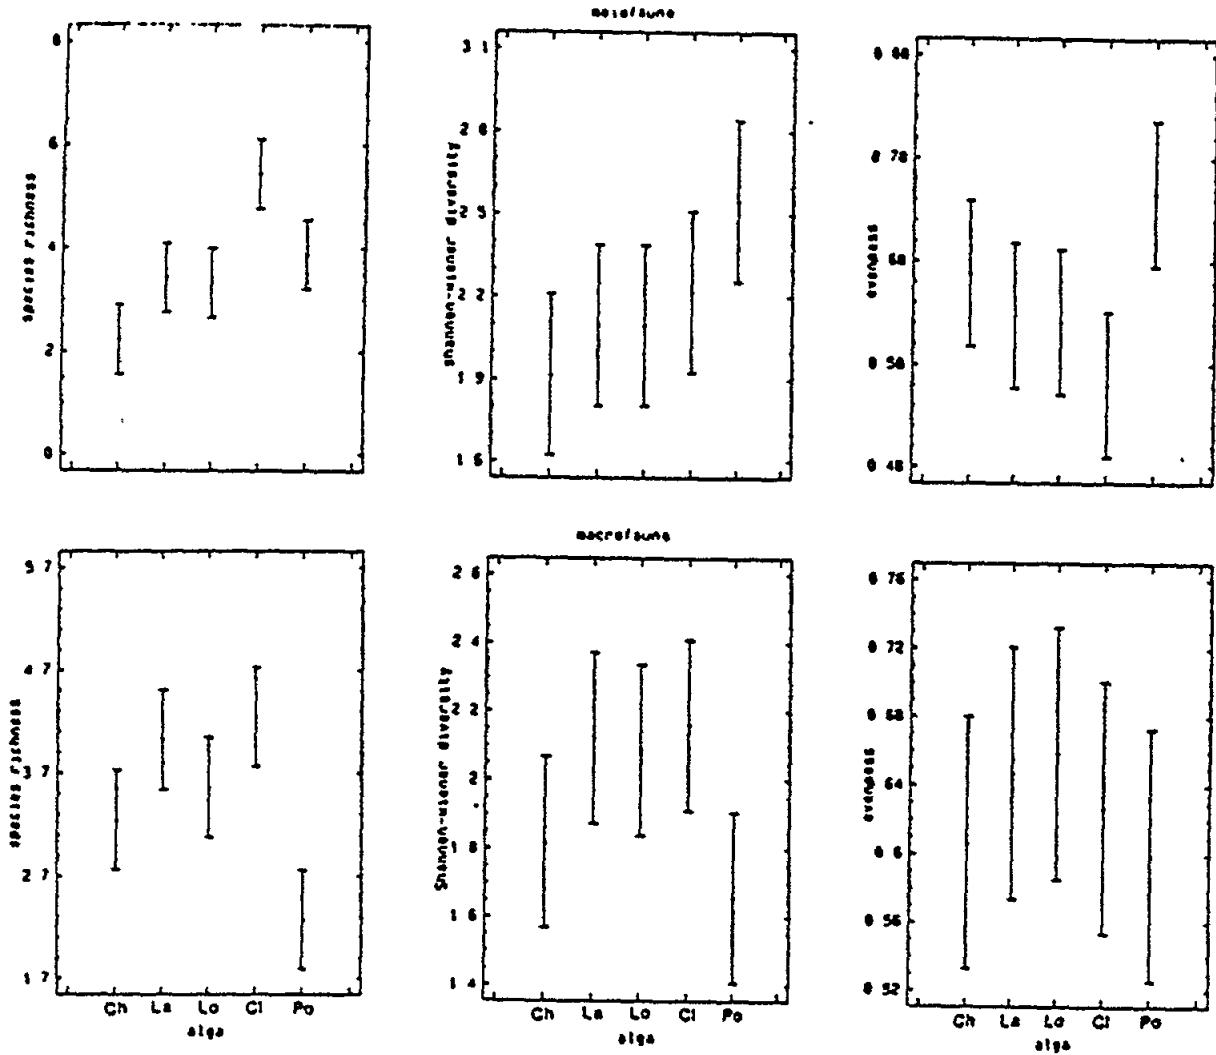 meiofauna
8
6
4
2
0
species richness
3 1
2 8
2 5
2 2
1 9
1 6
shannon-wiener diversity
0 88
0 78
0 68
0 58
0 48
evenness
macrofauna
5 7
4 7
3 7
2 7
1 7
species richness
Ch La Lo Cl Po
alga
2 6
2 4
2 2
2
1 8
1 6
1 4
Shannon-wiener diversity
Ch La Lo Cl Po
alga
0 76
0 72
0 68
0 64
0 6
0 56
0 52
evenness
Ch La Lo Cl Po
alga